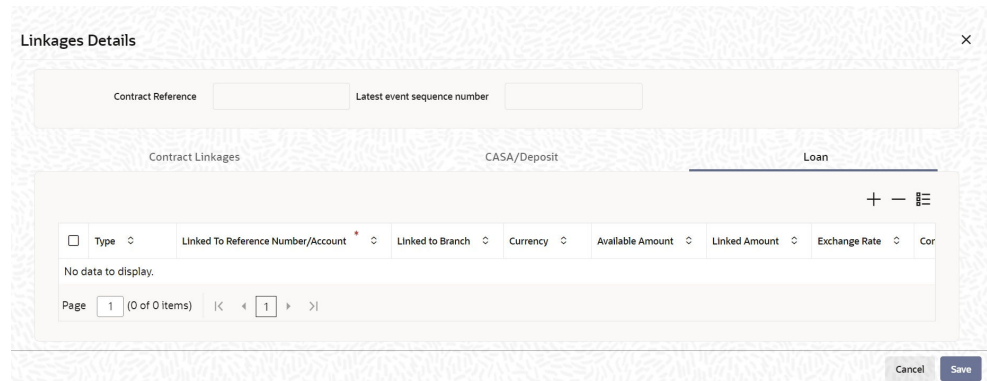 Linkages Details
Contract Reference Latest event sequence number
Contract Linkages CASA/Deposit Loan
Type Linked To Reference Number/Account * Linked to Branch Currency Available Amount Linked Amount Exchange Rate Cor
No data to display.
Page 1 (0 of 0 items) 1
Cancel Save